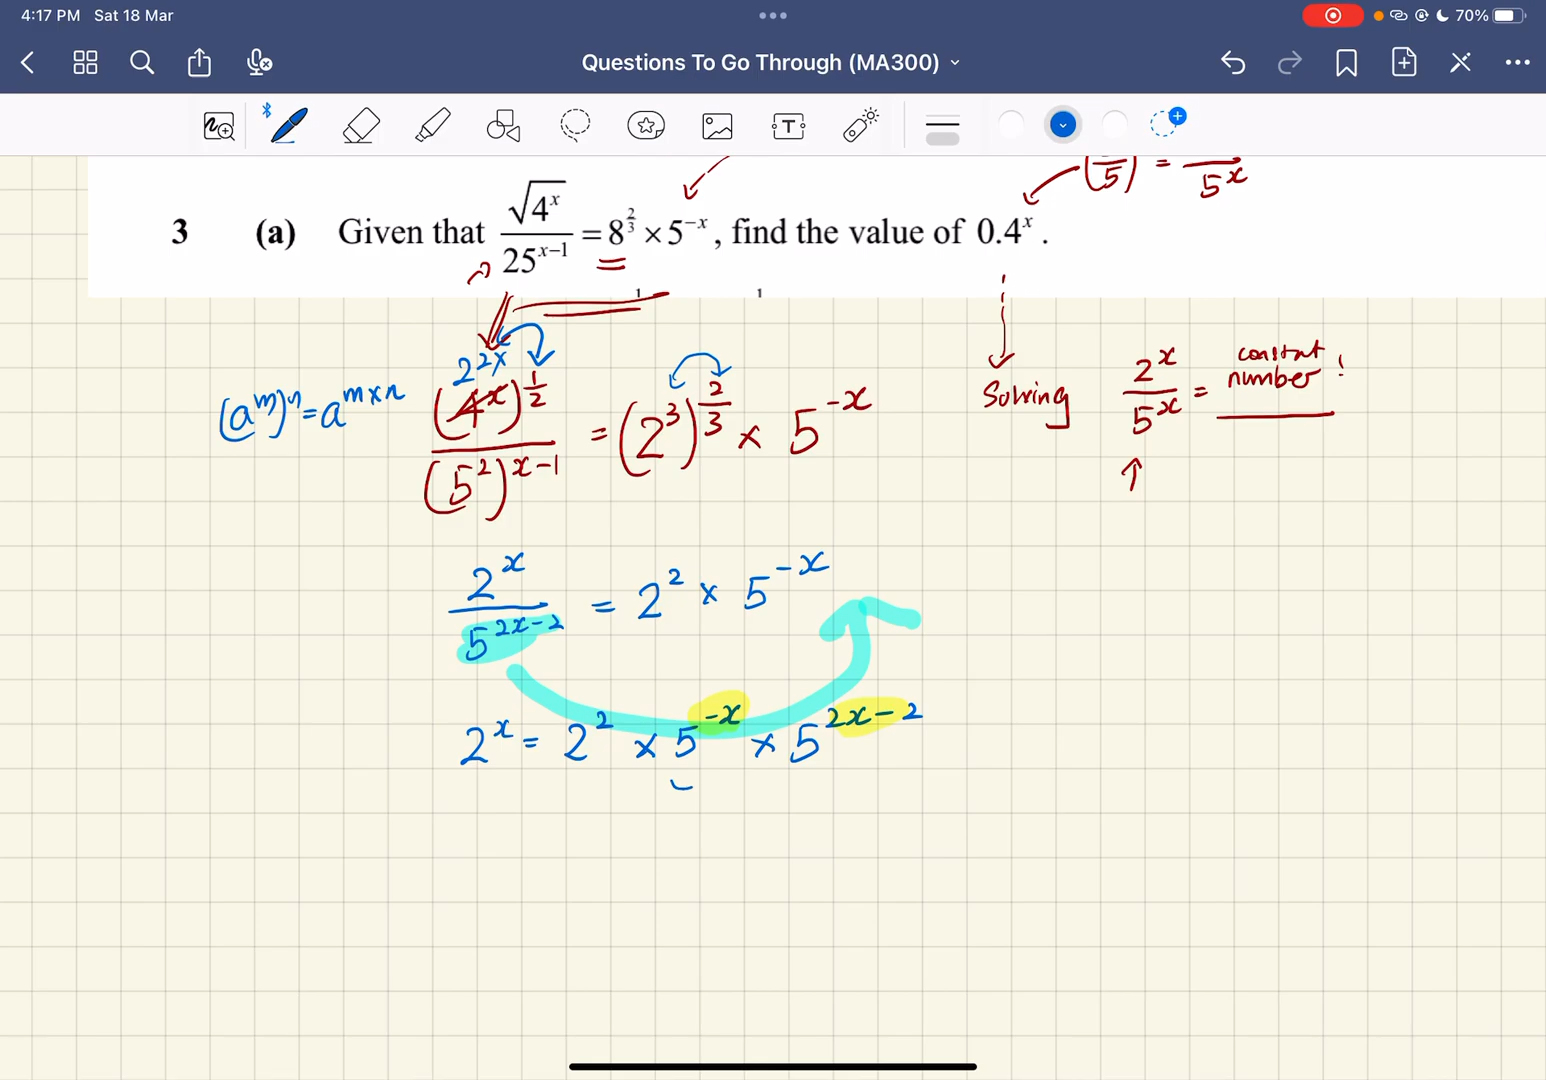 4:17 PM Sat 18 Mar
70%
Questions To Go Through (MA300)
(/5) = /5^x
3 (a) Given that √4^x / 25^(x−1) = 8^(2/3) × 5^(−x), find the value of 0.4^x.
1 1
2^(2x)
(a^m)^n = a^(m×n) (4^x)^(1/2) / (5^2)^(x−1) = (2^3)^(2/3) × 5^(−x)
Solving 2^x / 5^x = constant number!
2^x / 5^(2x−2) = 2^2 × 5^(−x)
2^x = 2^2 × 5^(−x) × 5^(2x−2)